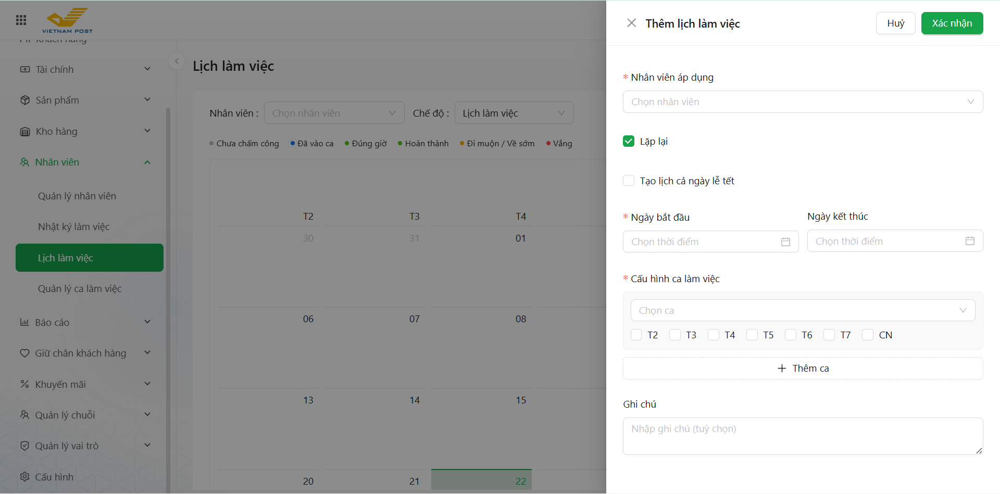 VIETNAM POST
Khách hàng
Tài chính
Sản phẩm
Kho hàng
Nhân viên
Quản lý nhân viên
Nhật ký làm việc
Lịch làm việc
Quản lý ca làm việc
Báo cáo
Giữ chân khách hàng
Khuyến mãi
Quản lý chuỗi
Quản lý vai trò
Cấu hình
Lịch làm việc
Nhân viên : Chọn nhân viên Chế độ : Lịch làm việc
Chưa chấm công Đã vào ca Đúng giờ Hoàn thành Đi muộn / Về sớm Vắng
T2 T3 T4
30 31 01
06 07 08
13 14 15
20 21 22
Thêm lịch làm việc Huỷ Xác nhận
* Nhân viên áp dụng
Chọn nhân viên
Lặp lại
Tạo lịch cả ngày lễ tết
* Ngày bắt đầu Ngày kết thúc
Chọn thời điểm Chọn thời điểm
* Cấu hình ca làm việc
Chọn ca
T2 T3 T4 T5 T6 T7 CN
+ Thêm ca
Ghi chú
Nhập ghi chú (tuỳ chọn)